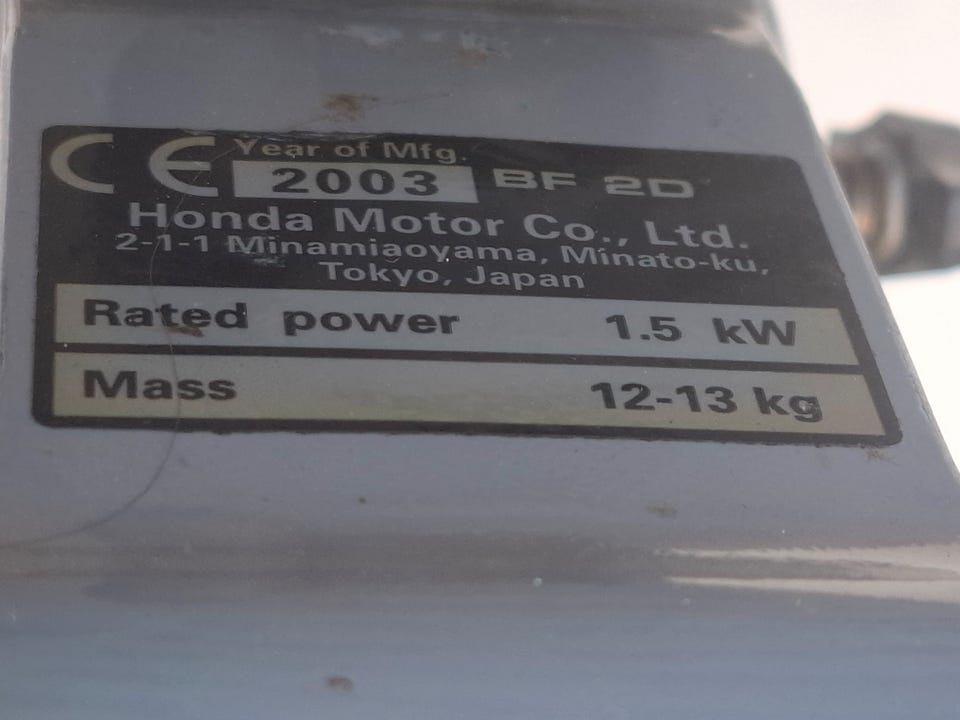 CE Year of Mfg.
2003 BF 2D
Honda Motor Co., Ltd.
2-1-1 Minamiaoyama, Minato-ku,
Tokyo, Japan
Rated power 1.5 kW
Mass 12-13 kg